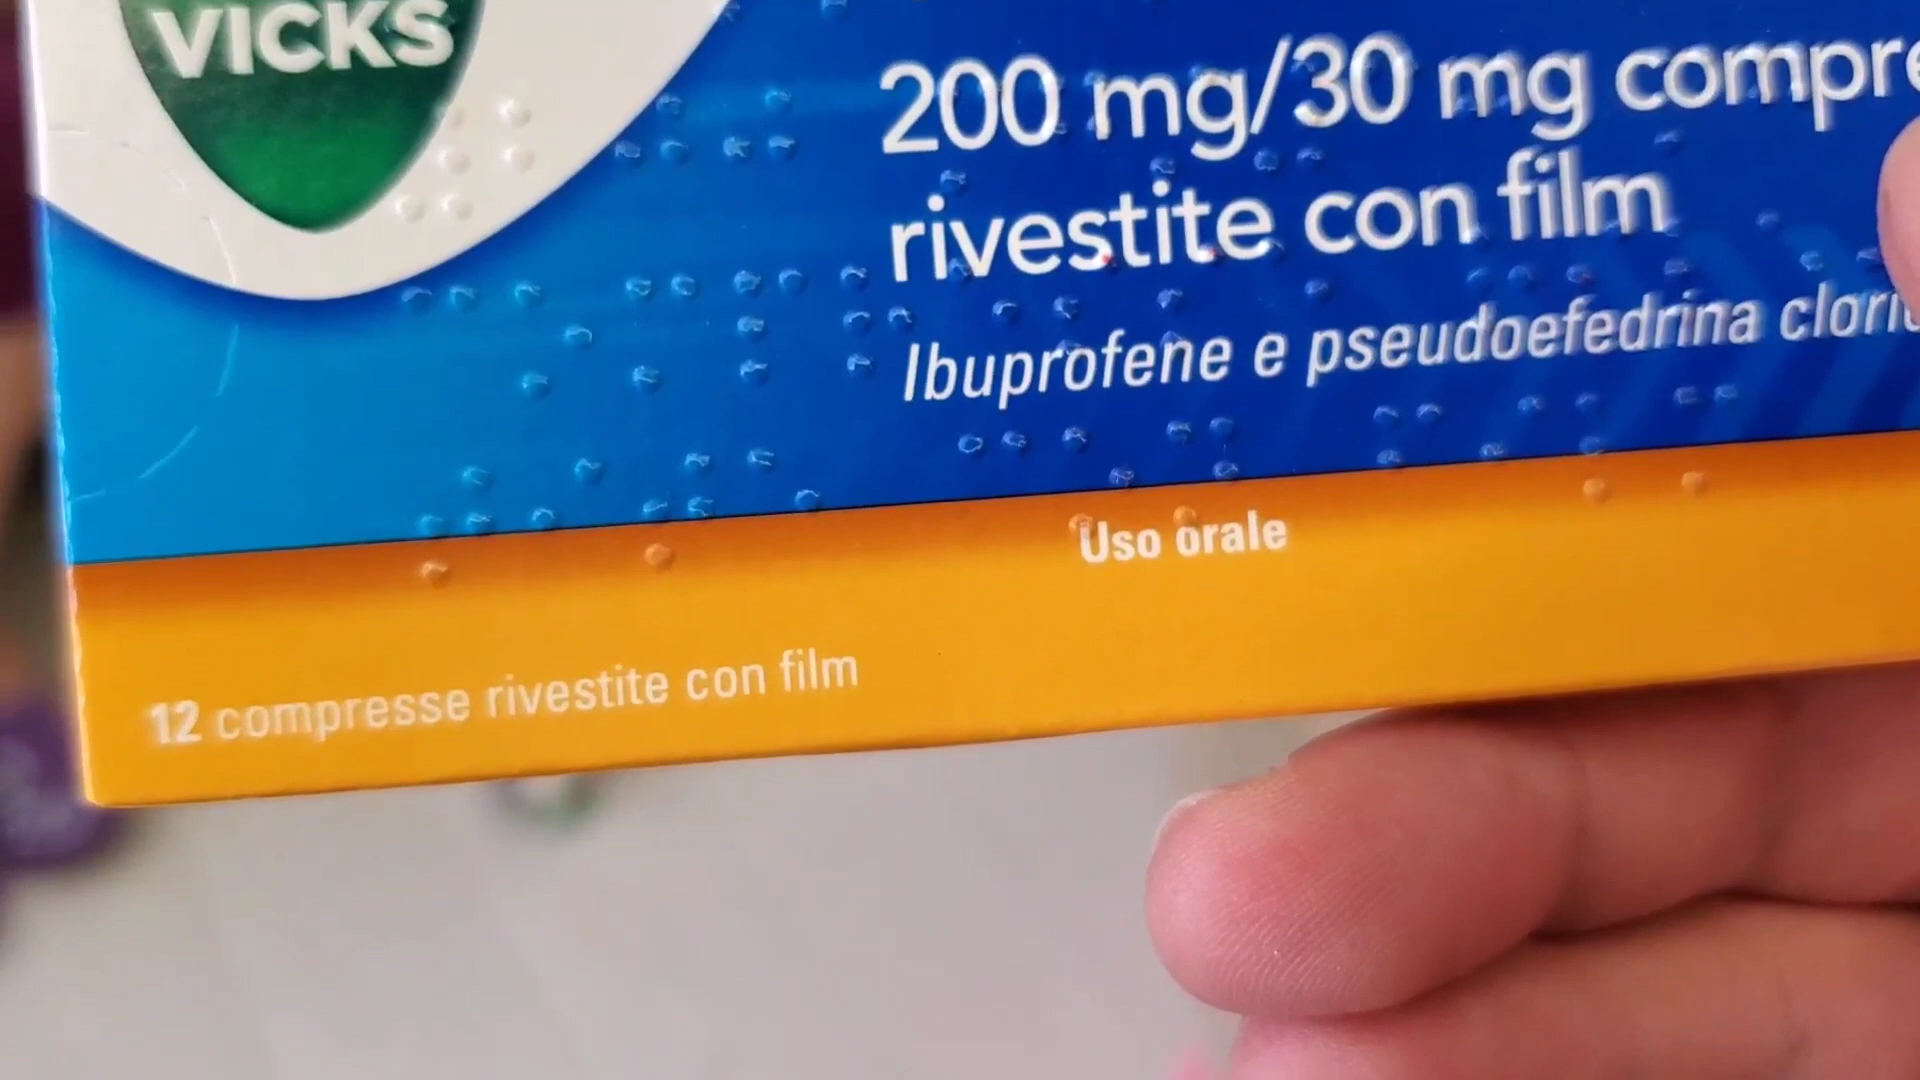 VICKS
200 mg/30 mg compre
rivestite con film
Ibuprofene e pseudoefedrina clori
Uso orale
12 compresse rivestite con film